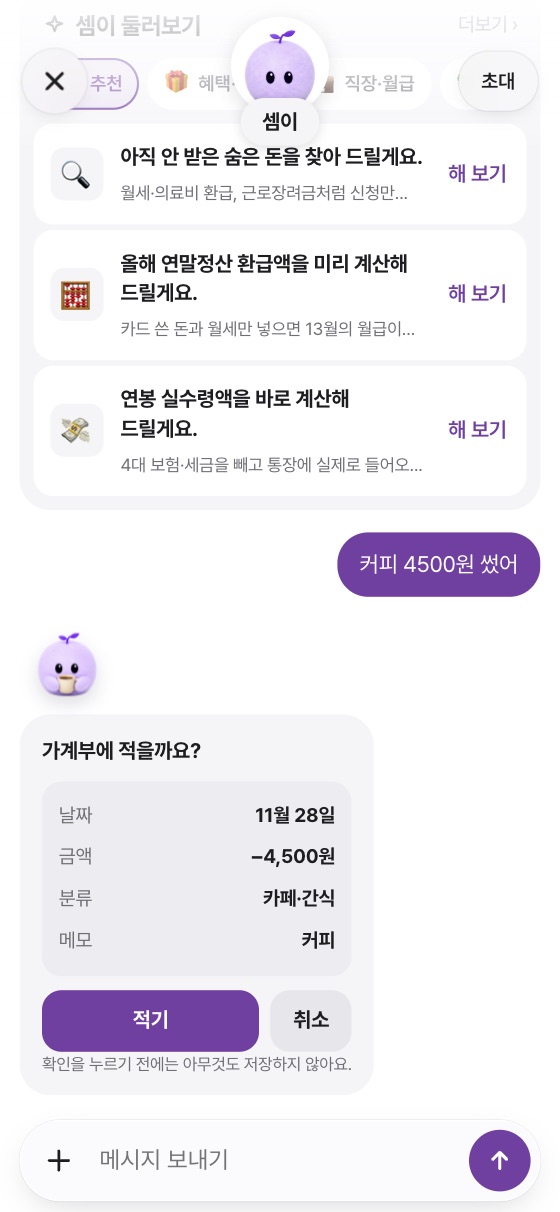 셈이 둘러보기
더보기 ›
추천
혜택·
직장·월급
초대
셈이
아직 안 받은 숨은 돈을 찾아 드릴게요.
월세·의료비 환급, 근로장려금처럼 신청만...
해 보기
올해 연말정산 환급액을 미리 계산해
드릴게요.
카드 쓴 돈과 월세만 넣으면 13월의 월급이...
해 보기
연봉 실수령액을 바로 계산해
드릴게요.
4대 보험·세금을 빼고 통장에 실제로 들어오...
해 보기
커피 4500원 썼어
가계부에 적을까요?
날짜 11월 28일
금액 −4,500원
분류 카페·간식
메모 커피
적기 취소
확인을 누르기 전에는 아무것도 저장하지 않아요.
메시지 보내기